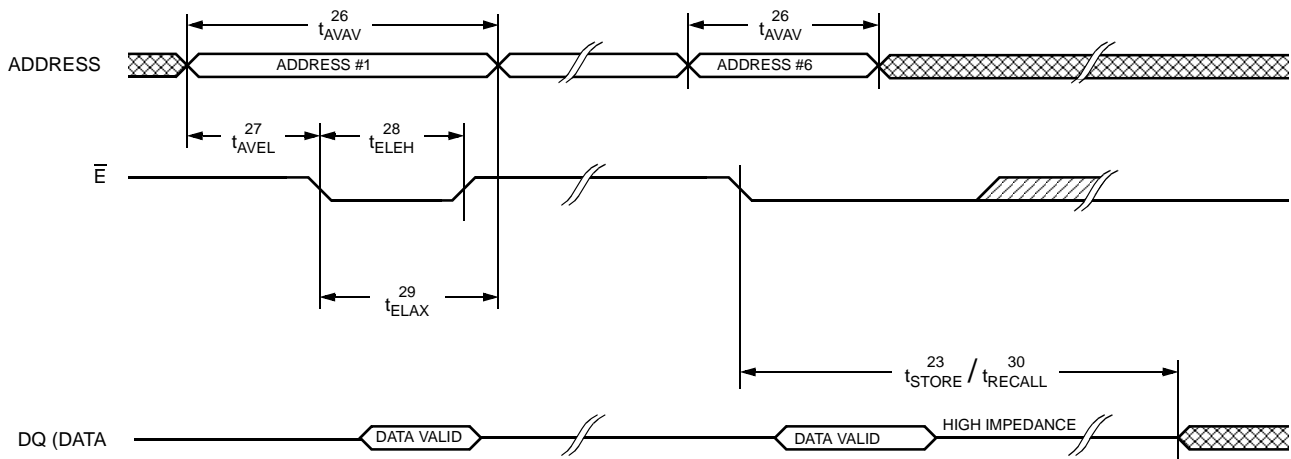 26 26
tAVAV tAVAV
ADDRESS ADDRESS #1 ADDRESS #6
27 28
tAVEL tELEH
E
29
tELAX
23 30
tSTORE / tRECALL
DQ (DATA DATA VALID DATA VALID HIGH IMPEDANCE